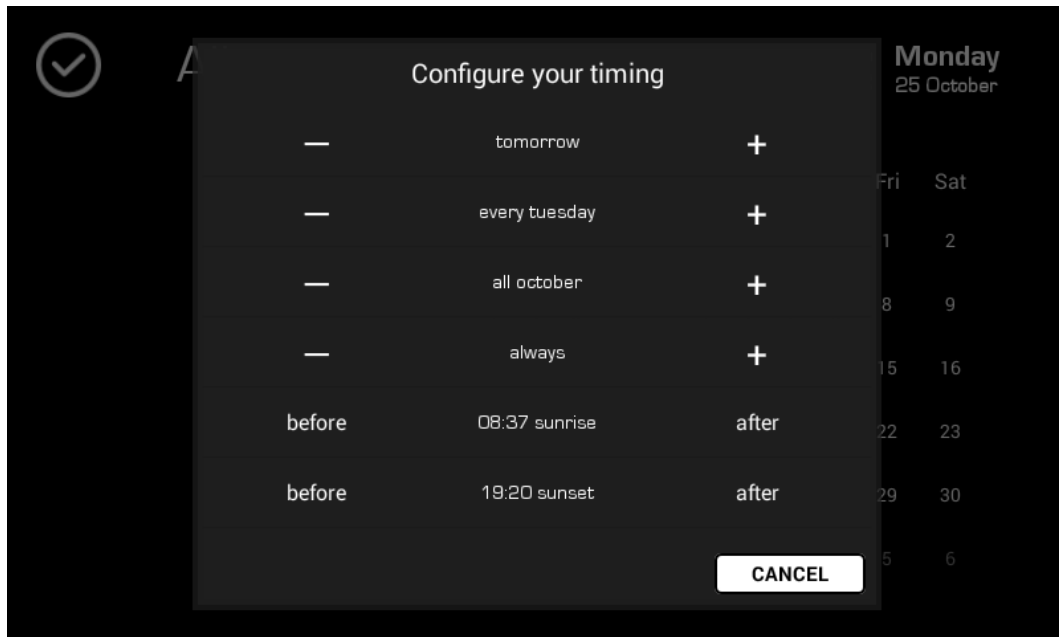 Configure your timing
Monday
25 October
— tomorrow +
— every tuesday +
— all october +
— always +
before 08:37 sunrise after
before 19:20 sunset after
CANCEL
Fri Sat
1 2
8 9
15 16
22 23
29 30
5 6